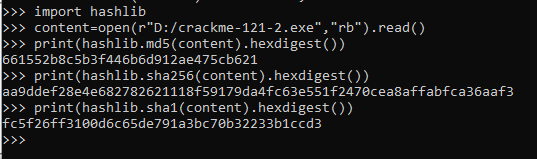 >>> import hashlib
>>> content=open(r"D:/crackme-121-2.exe","rb").read()
>>> print(hashlib.md5(content).hexdigest())
661552b8c5b3f446b6d912ae475cb621
>>> print(hashlib.sha256(content).hexdigest())
aa9ddef28e4e682782621118f59179da4fc63e551f2470cea8affabfca36aaf3
>>> print(hashlib.sha1(content).hexdigest())
fc5f26ff3100d6c65de791a3bc70b32233b1ccd3
>>>